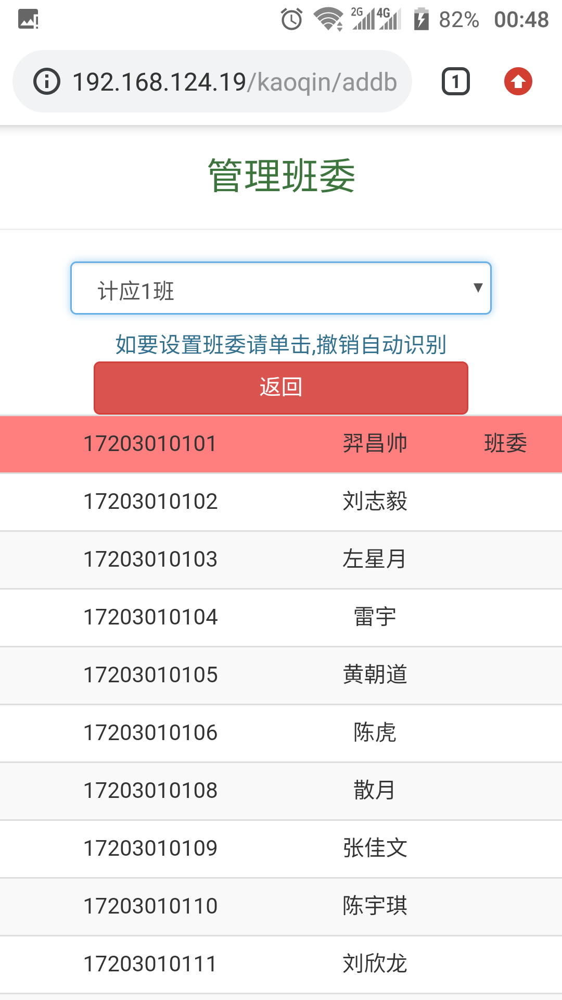 2G 4G 82% 00:48
192.168.124.19/kaoqin/addb 1
管理班委
计应1班
如要设置班委请单击,撤销自动识别
返回
17203010101 羿昌帅 班委
17203010102 刘志毅
17203010103 左星月
17203010104 雷宇
17203010105 黄朝道
17203010106 陈虎
17203010108 散月
17203010109 张佳文
17203010110 陈宇琪
17203010111 刘欣龙